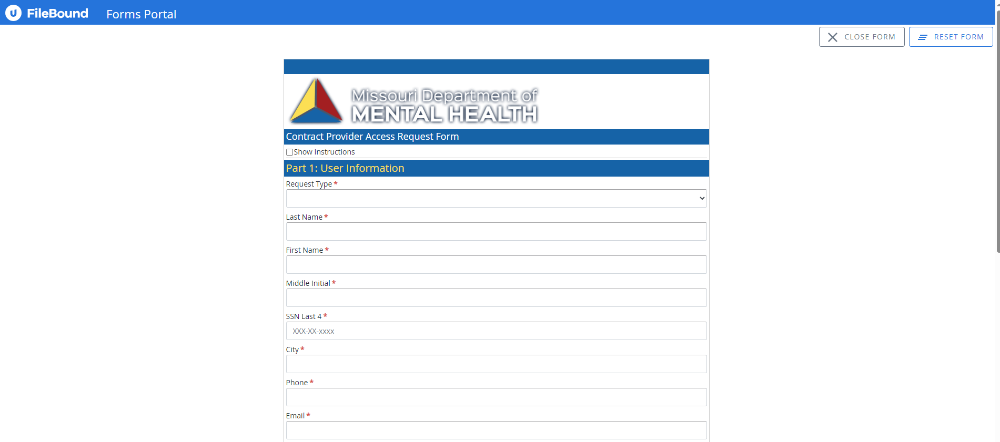 FileBound
Forms Portal
CLOSE FORM
RESET FORM
Missouri Department of
MENTAL HEALTH
Contract Provider Access Request Form
Show Instructions
Part 1: User Information
Request Type *
Last Name *
First Name *
Middle Initial *
SSN Last 4 *
XXX-XX-xxxx
City *
Phone *
Email *